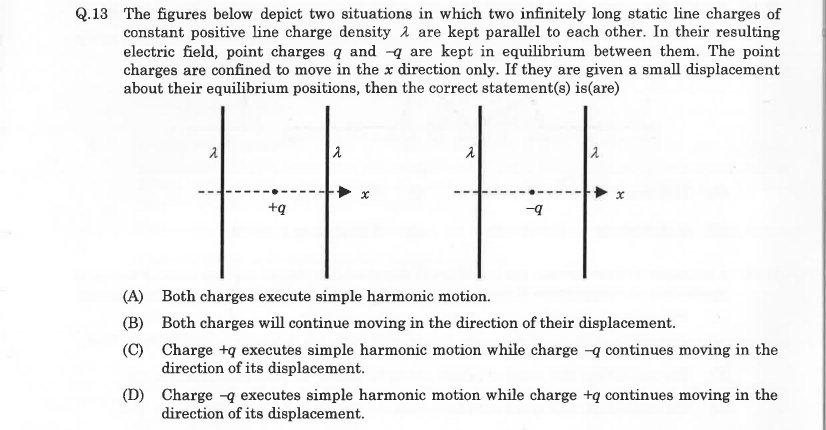 Q.13 The figures below depict two situations in which two infinitely long static line charges of
constant positive line charge density λ are kept parallel to each other. In their resulting
electric field, point charges q and –q are kept in equilibrium between them. The point
charges are confined to move in the x direction only. If they are given a small displacement
about their equilibrium positions, then the correct statement(s) is(are)
λ λ λ λ
x x
+q –q
(A) Both charges execute simple harmonic motion.
(B) Both charges will continue moving in the direction of their displacement.
(C) Charge +q executes simple harmonic motion while charge –q continues moving in the
direction of its displacement.
(D) Charge –q executes simple harmonic motion while charge +q continues moving in the
direction of its displacement.